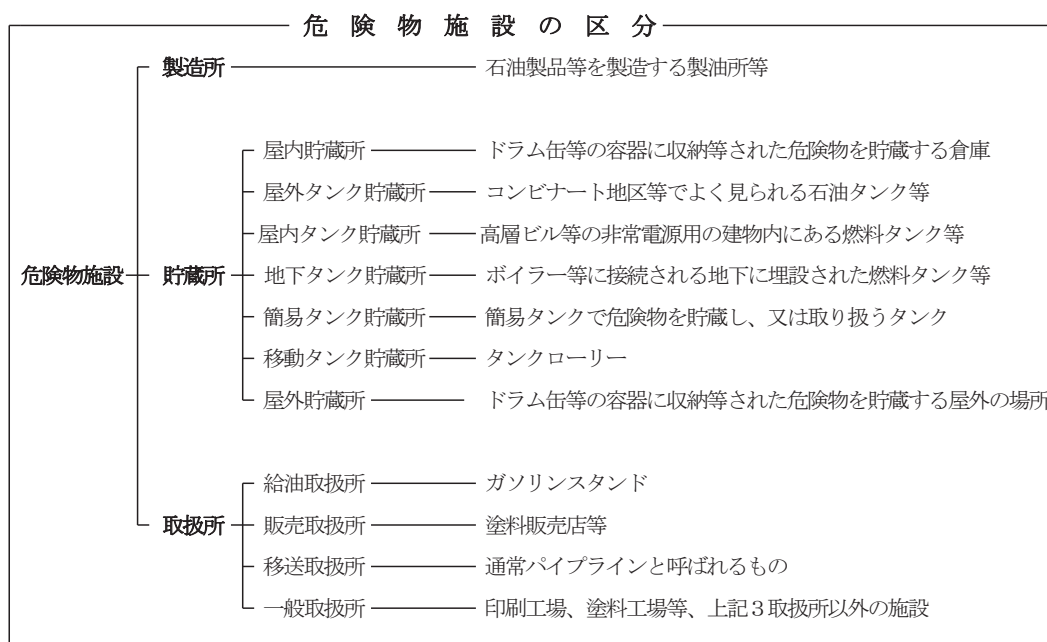 危険物施設の区分
製造所 石油製品等を製造する製油所等
屋内貯蔵所 ドラム缶等の容器に収納等された危険物を貯蔵する倉庫
屋外タンク貯蔵所 コンビナート地区等でよく見られる石油タンク等
屋内タンク貯蔵所 高層ビル等の非常電源用の建物内にある燃料タンク等
危険物施設 貯蔵所 地下タンク貯蔵所 ボイラー等に接続される地下に埋設された燃料タンク等
簡易タンク貯蔵所 簡易タンクで危険物を貯蔵し、又は取り扱うタンク
移動タンク貯蔵所 タンクローリー
屋外貯蔵所 ドラム缶等の容器に収納等された危険物を貯蔵する屋外の場所
給油取扱所 ガソリンスタンド
取扱所 販売取扱所 塗料販売店等
移送取扱所 通常パイプラインと呼ばれるもの
一般取扱所 印刷工場、塗料工場等、上記3取扱所以外の施設